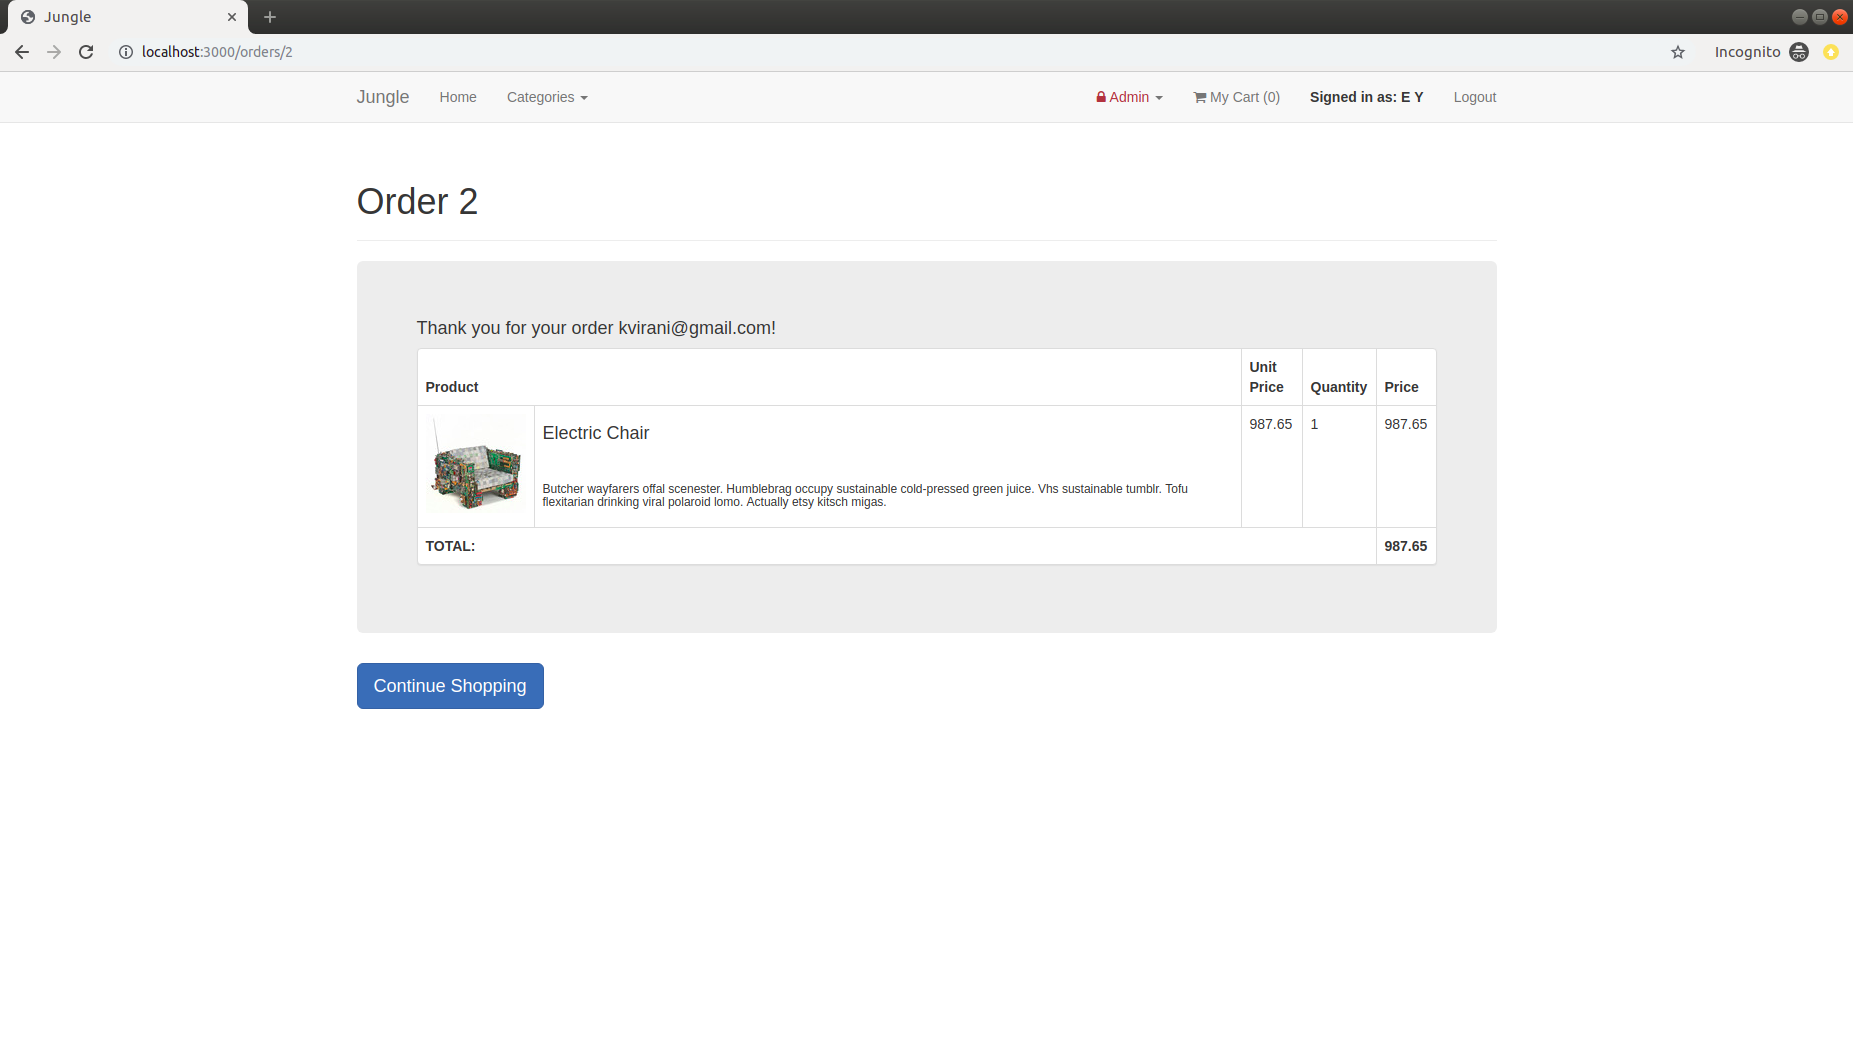 Jungle
localhost:3000/orders/2
Incognito
Jungle Home Categories Admin My Cart (0) Signed in as: E Y Logout
Order 2
Thank you for your order kvirani@gmail.com!
Product Unit Price Quantity Price
Electric Chair 987.65 1 987.65
Butcher wayfarers offal scenester. Humblebrag occupy sustainable cold-pressed green juice. Vhs sustainable tumblr. Tofu
flexitarian drinking viral polaroid lomo. Actually etsy kitsch migas.
TOTAL: 987.65
Continue Shopping